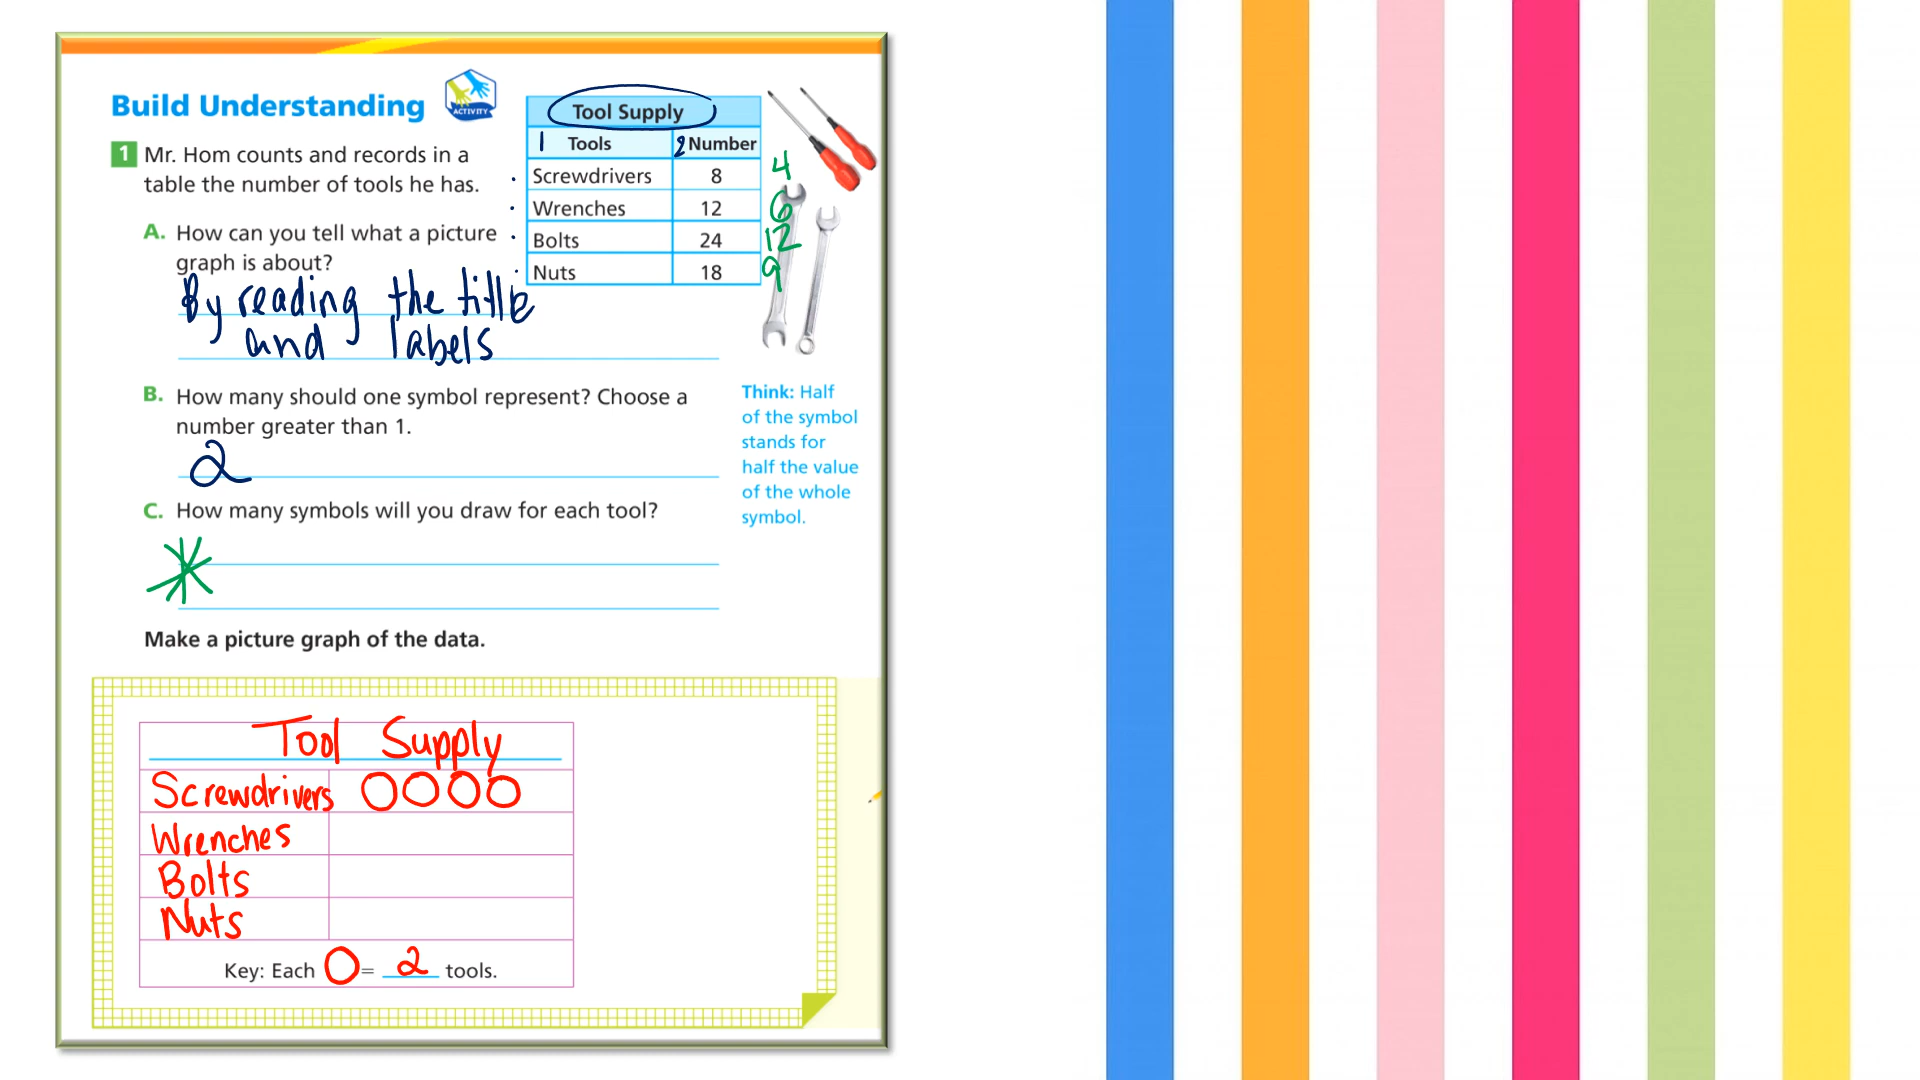 Build Understanding
ACTIVITY
1 Mr. Hom counts and records in a
table the number of tools he has.
Tool Supply
1 Tools 2 Number
Screwdrivers 8 4
Wrenches 12 6
Bolts 24 12
Nuts 18 9
A. How can you tell what a picture
graph is about?
By reading the title
and labels
B. How many should one symbol represent? Choose a
number greater than 1.
2
Think: Half
of the symbol
stands for
half the value
of the whole
symbol.
C. How many symbols will you draw for each tool?
Make a picture graph of the data.
Tool Supply
Screwdrivers
Wrenches
Bolts
Nuts
Key: Each O = 2 tools.